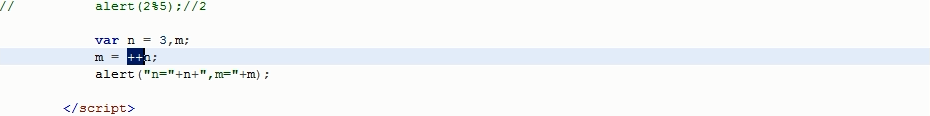 //         alert(2%5);//2
var n = 3,m;
m = ++n;
alert("n="+n+",m="+m);
</script>